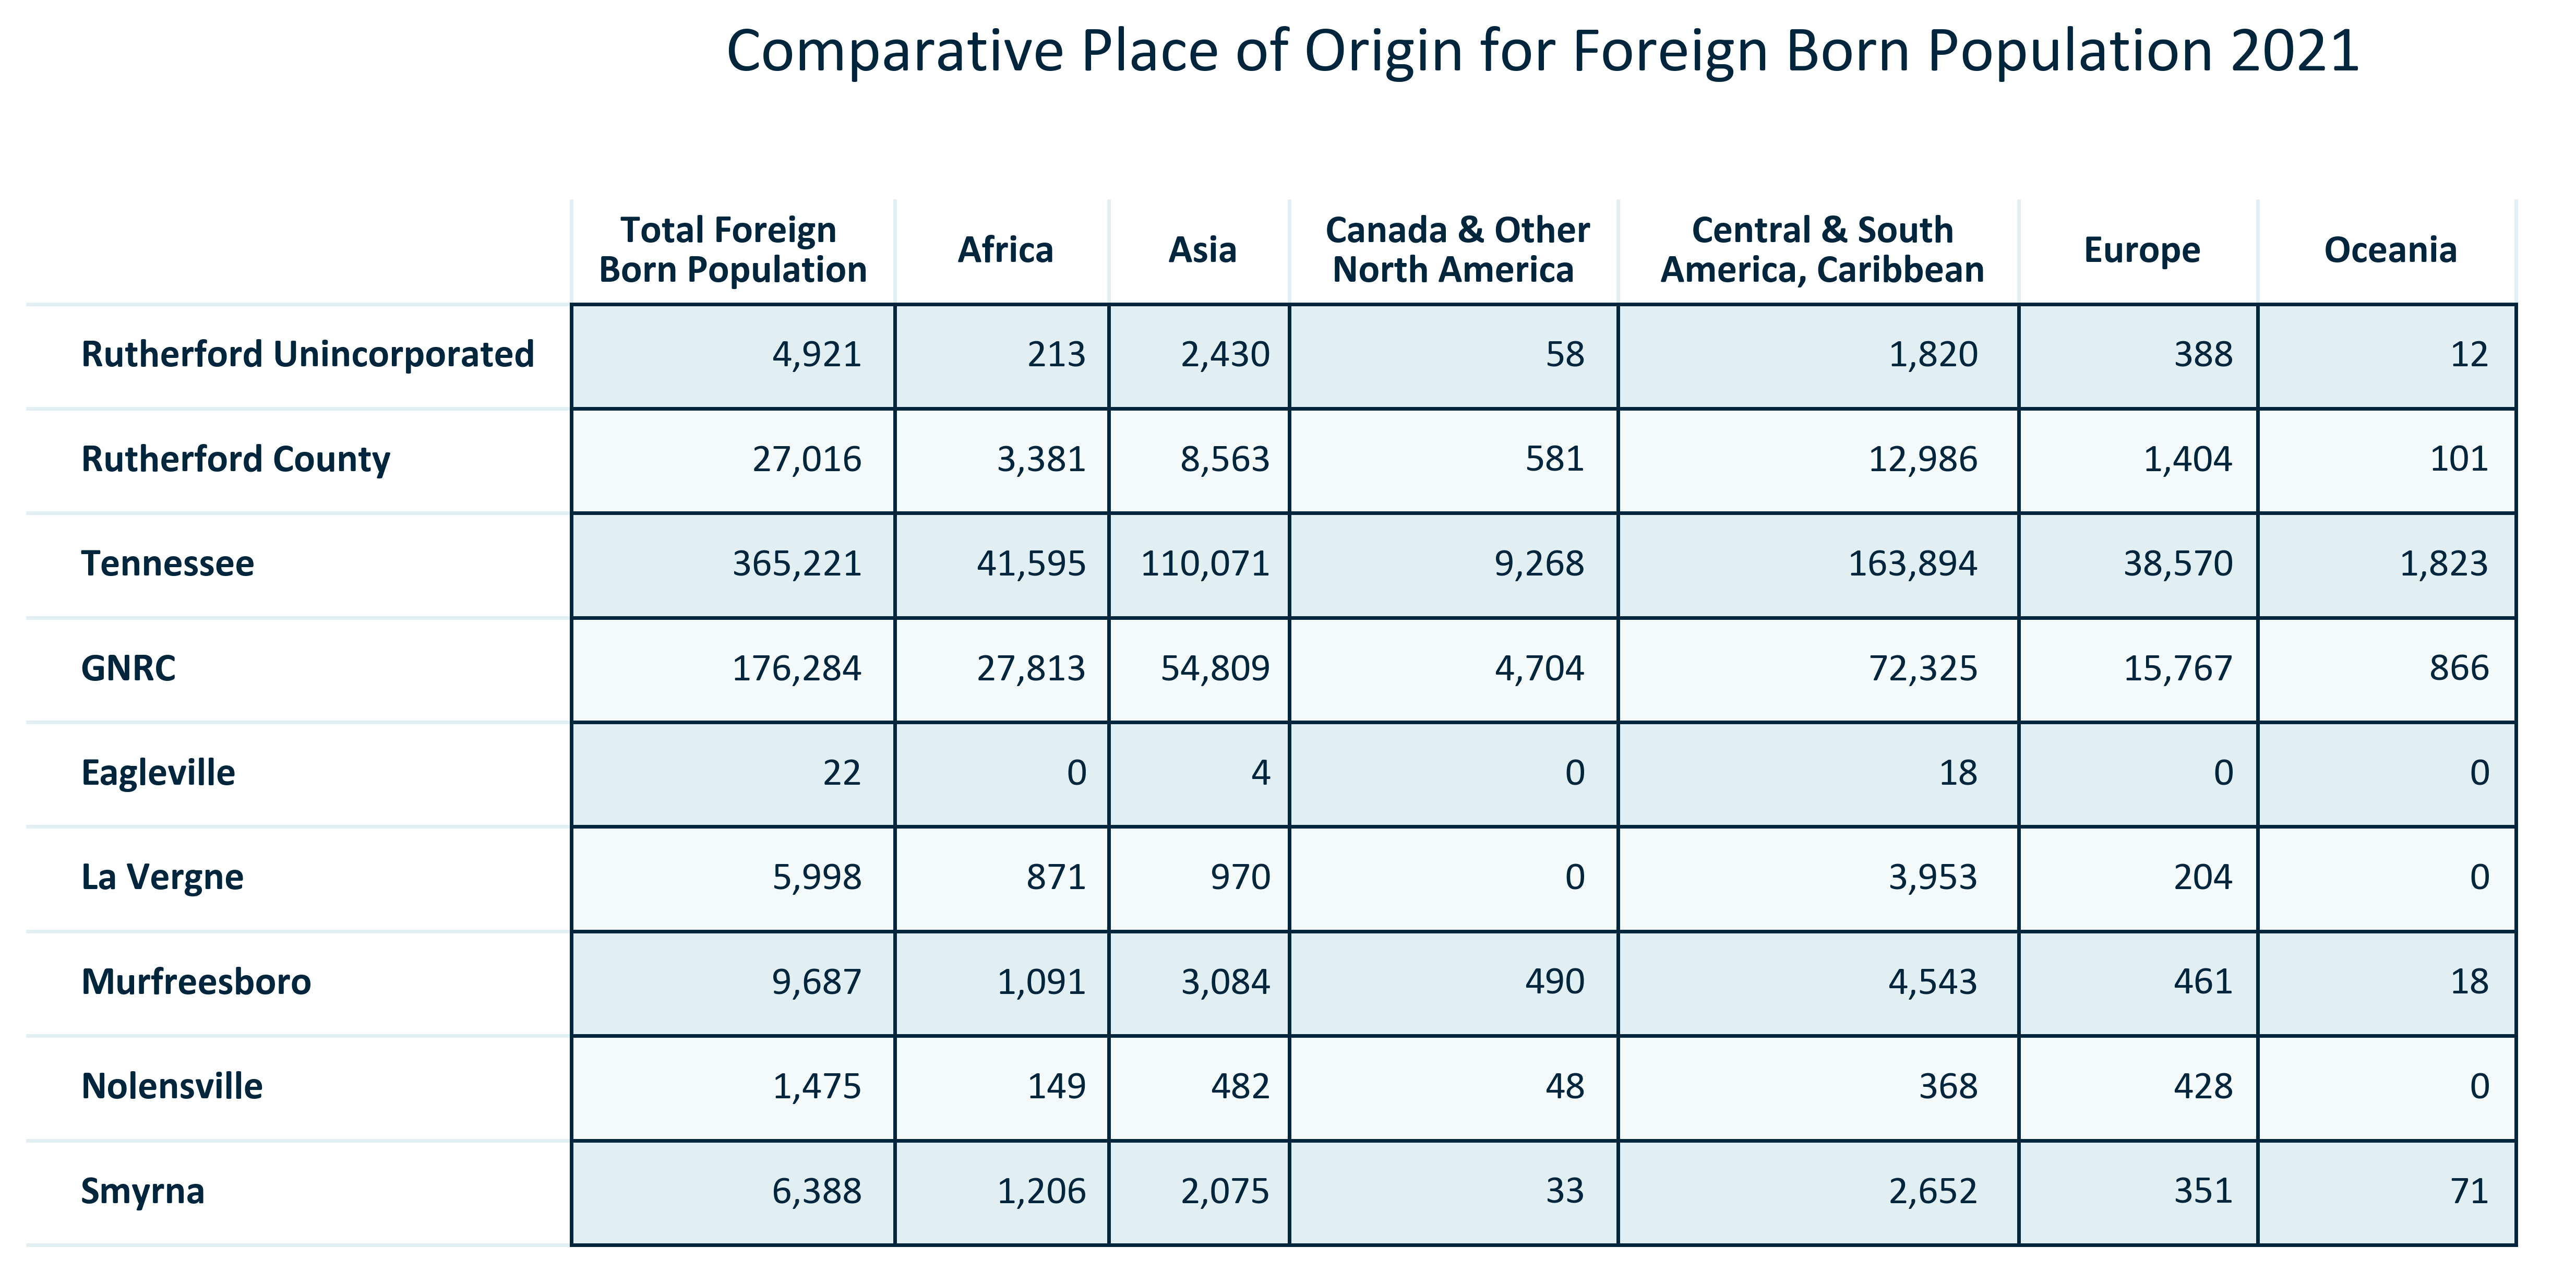 Comparative Place of Origin for Foreign Born Population 2021
Total Foreign Born Population Africa Asia Canada & Other North America Central & South America, Caribbean Europe Oceania
Rutherford Unincorporated 4,921 213 2,430 58 1,820 388 12
Rutherford County 27,016 3,381 8,563 581 12,986 1,404 101
Tennessee 365,221 41,595 110,071 9,268 163,894 38,570 1,823
GNRC 176,284 27,813 54,809 4,704 72,325 15,767 866
Eagleville 22 0 4 0 18 0 0
La Vergne 5,998 871 970 0 3,953 204 0
Murfreesboro 9,687 1,091 3,084 490 4,543 461 18
Nolensville 1,475 149 482 48 368 428 0
Smyrna 6,388 1,206 2,075 33 2,652 351 71